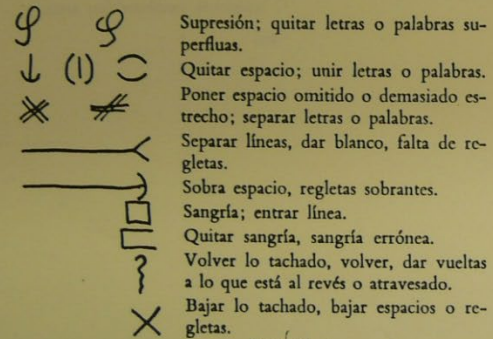 Supresión; quitar letras o palabras su-
perfluas.
Quitar espacio; unir letras o palabras.
Poner espacio omitido o demasiado es-
trecho; separar letras o palabras.
Separar líneas, dar blanco, falta de re-
gletas.
Sobra espacio, regletas sobrantes.
Sangría; entrar línea.
Quitar sangría, sangría errónea.
Volver lo tachado, volver, dar vueltas
a lo que está al revés o atravesado.
Bajar lo tachado, bajar espacios o re-
gletas.